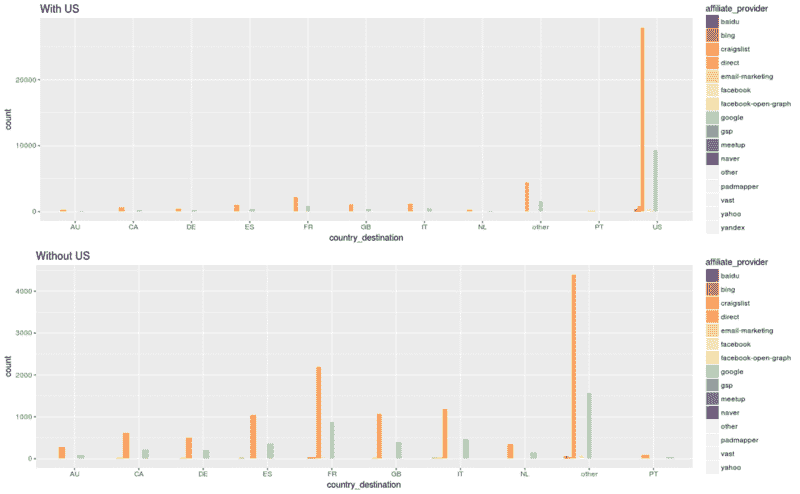 With US
affiliate_provider
baidu
bing
craigslist
direct
email-marketing
facebook
facebook-open-graph
google
gsp
meetup
naver
other
padmapper
vast
yahoo
yandex
count
20000
10000
0
AU CA DE ES FR GB IT NL other PT US
country_destination
Without US
affiliate_provider
baidu
bing
craigslist
direct
email-marketing
facebook
facebook-open-graph
google
gsp
meetup
naver
other
padmapper
vast
yahoo
count
4000
3000
2000
1000
0
AU CA DE ES FR GB IT NL other PT
country_destination